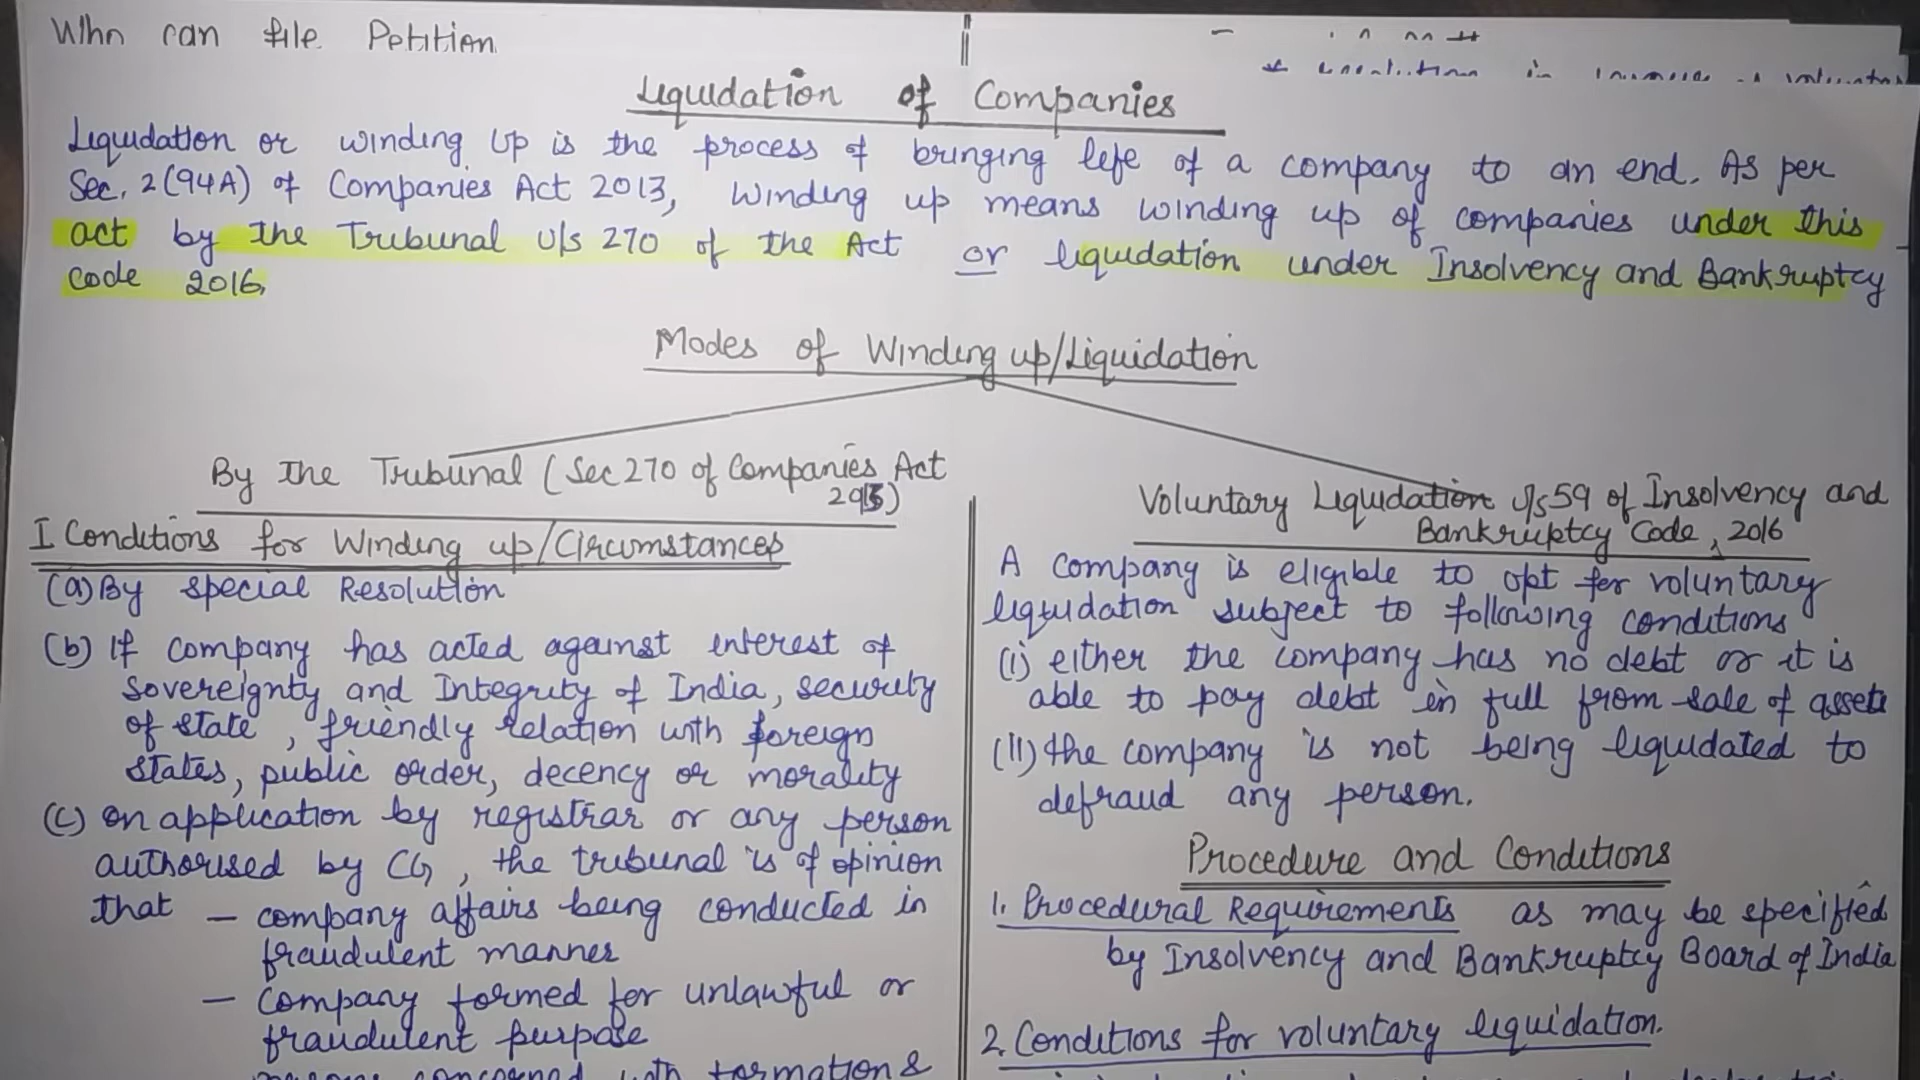 Who can file Petition
Liquidation of Companies
Liquidation or winding Up is the process of bringing life of a company to an end. As per
Sec. 2(94A) of Companies Act 2013, winding up means winding up of companies under this
act by the Tribunal u/s 270 of the Act or liquidation under Insolvency and Bankruptcy
Code 2016.
Modes of Winding up/Liquidation
By the Tribunal (Sec 270 of Companies Act
2013)
I Conditions for Winding up/Circumstances
(a) By special Resolution
(b) If company has acted against interest of
sovereignty and Integrity of India, security
of state, friendly relation with foreign
states, public order, decency or morality
(c) on application by registrar or any person
authorised by CG, the tribunal is of opinion
that – company affairs being conducted in
fraudulent manner
– company formed for unlawful or
fraudulent purpose
concerned with formation &
Voluntary Liquidation u/s 59 of Insolvency and
Bankruptcy Code, 2016
A company is eligible to opt for voluntary
liqtudation subject to following conditions
(i) either the company has no debt or it is
able to pay debt in full from sale of assets
(ii) the company is not being liquidated to
defraud any person.
Procedure and Conditions
1. Procedural Requirements as may be specified
by Insolvency and Bankruptcy Board of India
2. Conditions for voluntary liquidation.